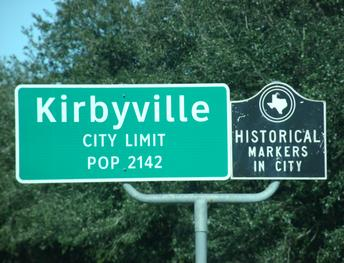 Kirbyville
CITY LIMIT
POP 2142
HISTORICAL
MARKERS
IN CITY